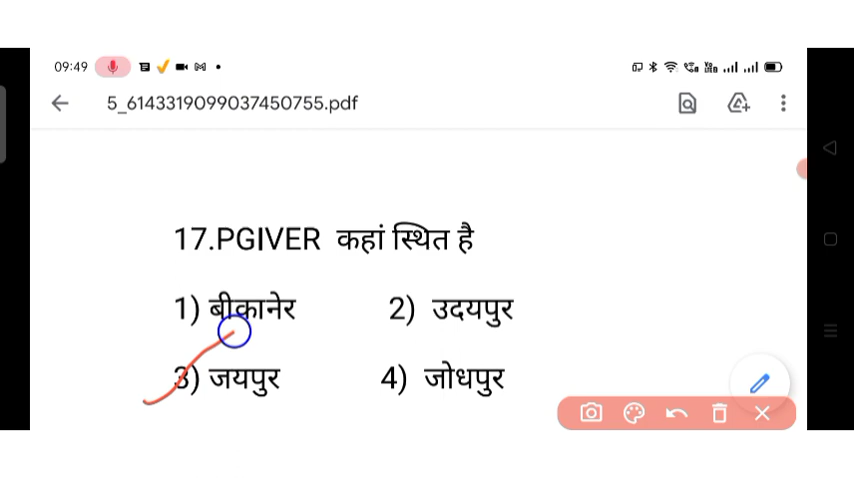 09:49
5_6143319099037450755.pdf
17.PGIVER कहां स्थित है
1) बीकानेर 2) उदयपुर
3) जयपुर 4) जोधपुर